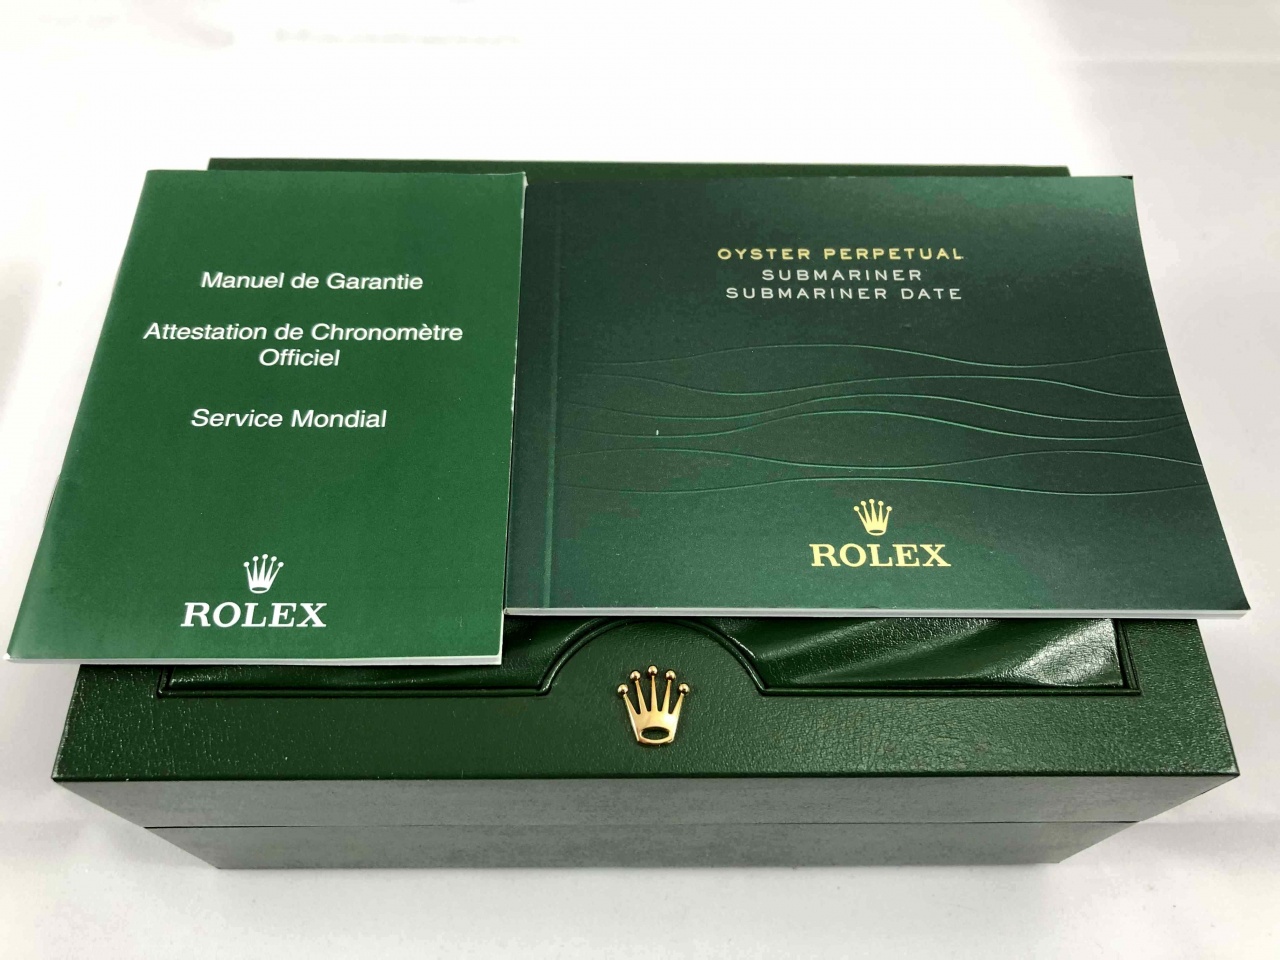 Manuel de Garantie
Attestation de Chronomètre
Officiel
Service Mondial
ROLEX
OYSTER PERPETUAL
SUBMARINER
SUBMARINER DATE
ROLEX